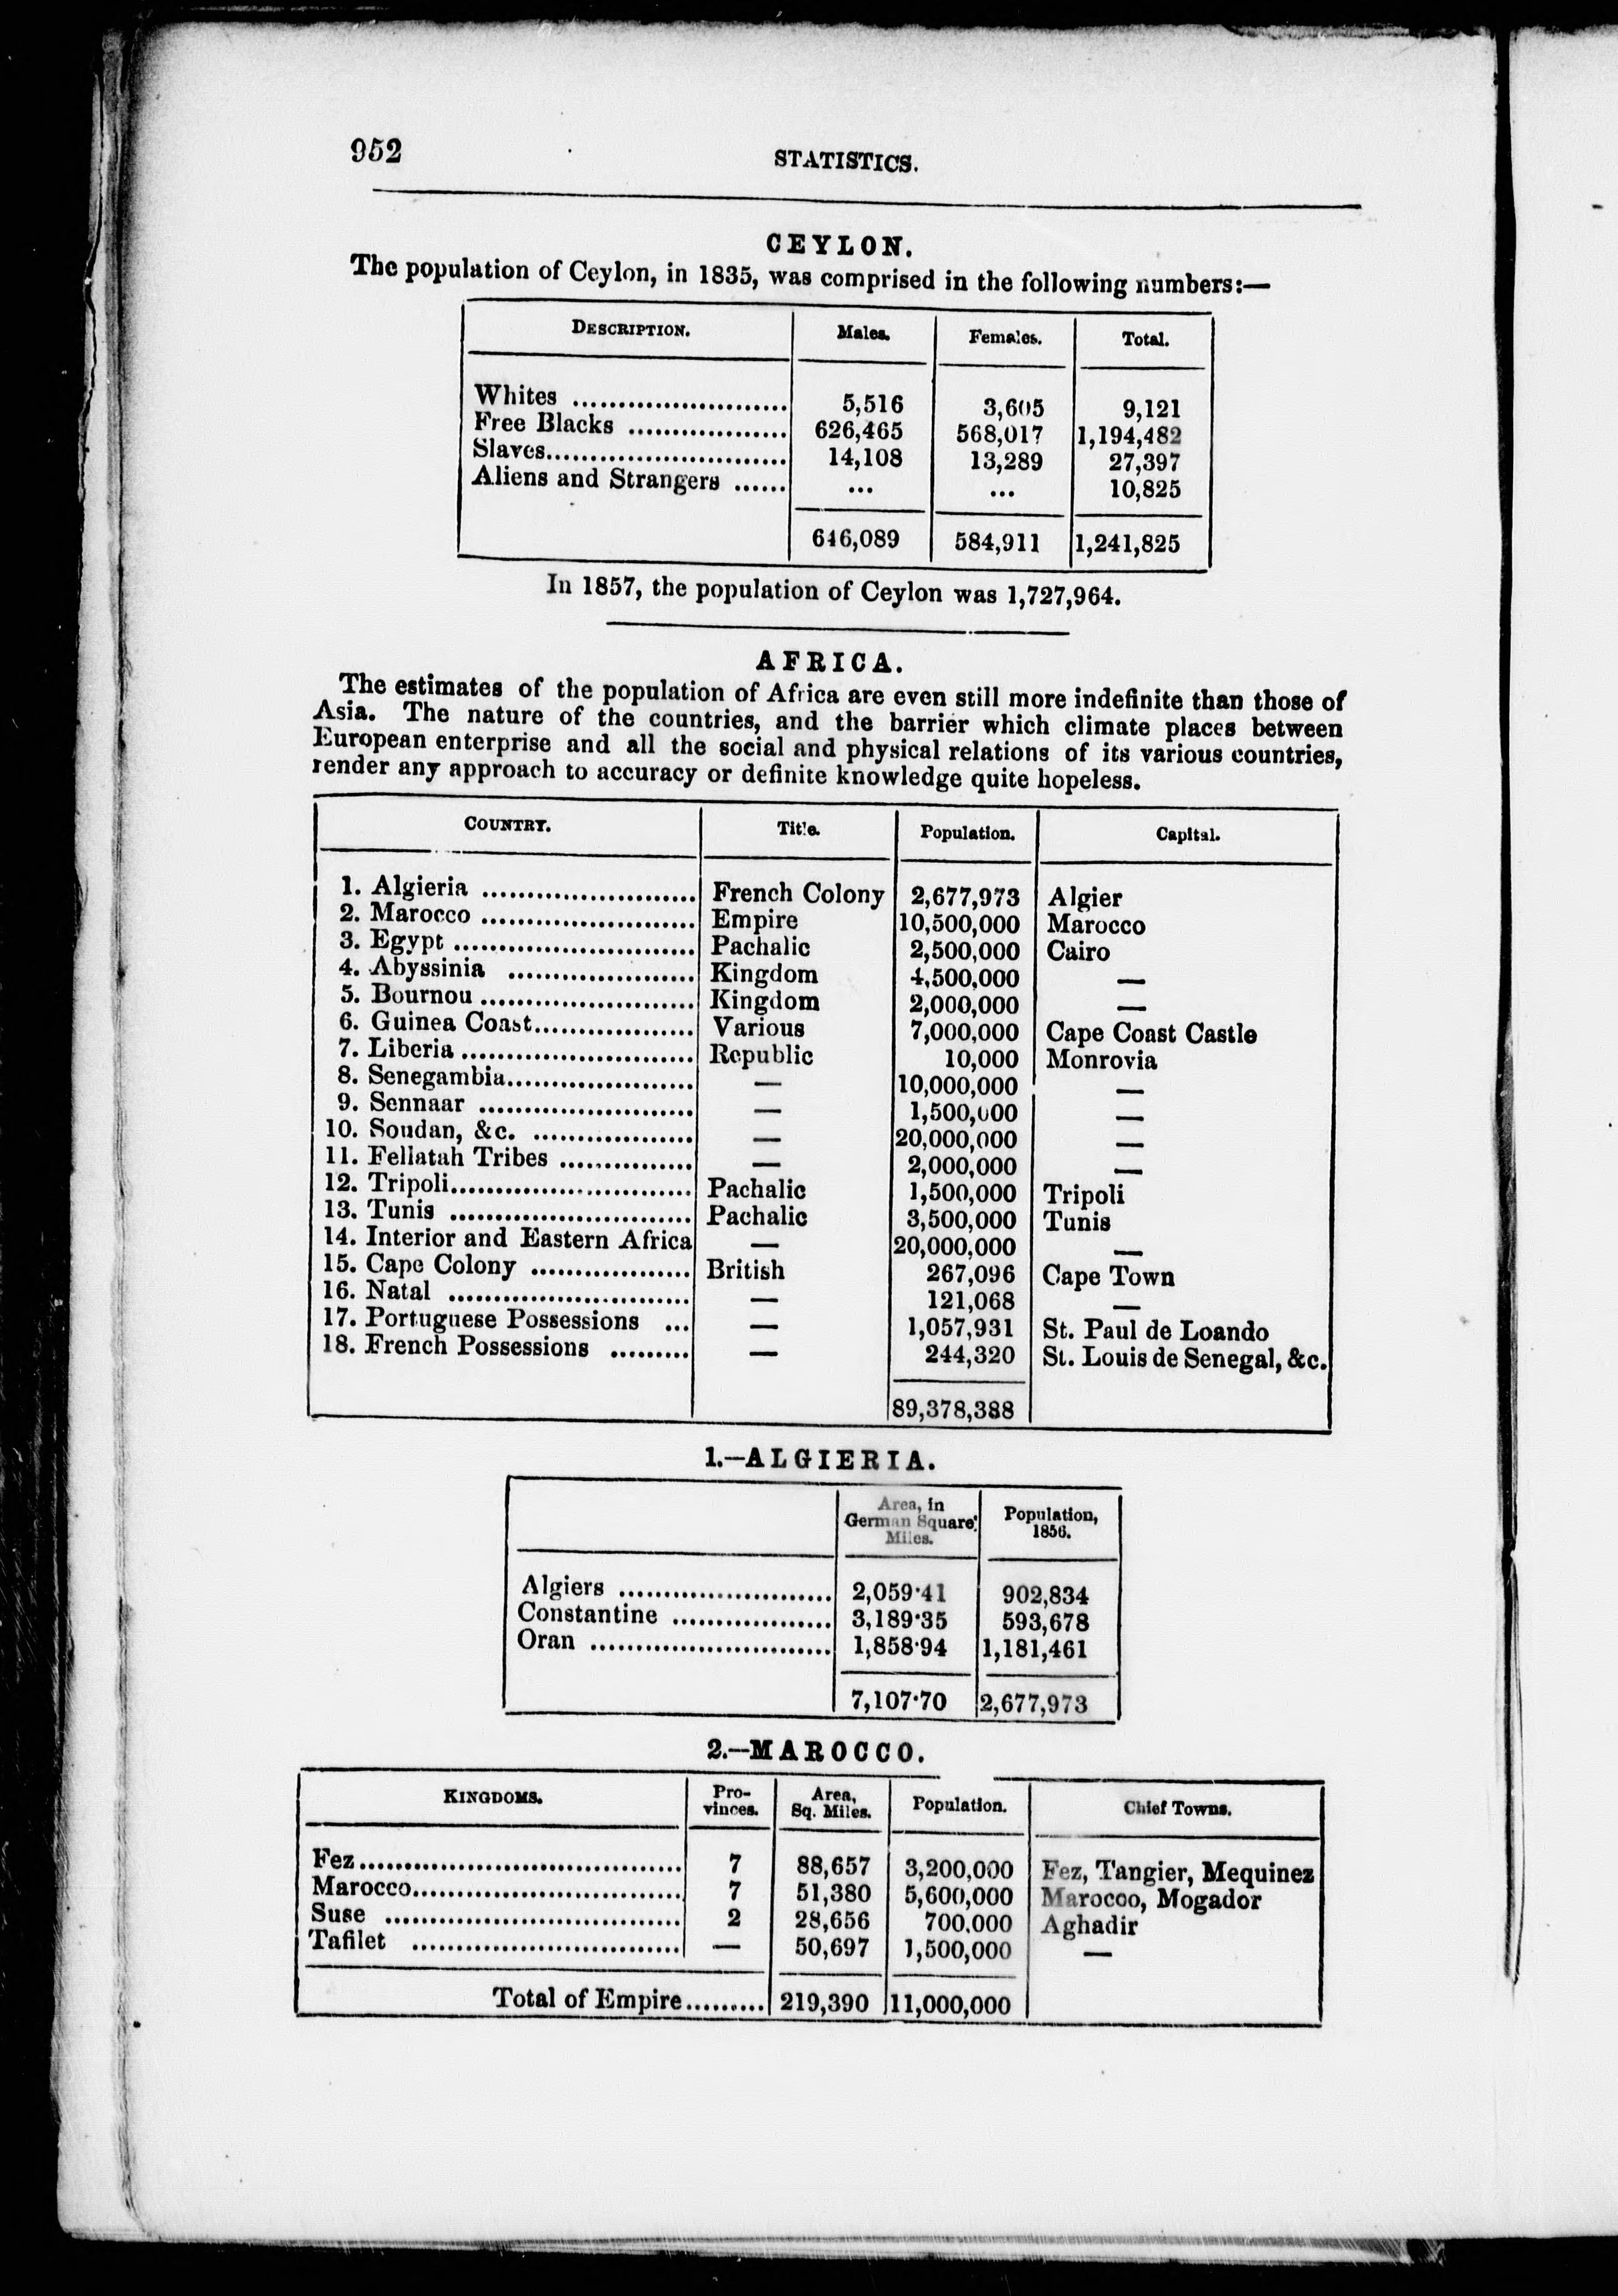 952
STATISTICS.
CEYLON.
The population of Ceylon, in 1835, was comprised in the following numbers:—
DESCRIPTION. Males. Females. Total.
Whites ........................ 5,516 3,605 9,121
Free Blacks .................. 626,465 568,017 1,194,482
Slaves........................... 14,108 13,289 27,397
Aliens and Strangers ...... ... ... 10,825
646,089 584,911 1,241,825
In 1857, the population of Ceylon was 1,727,964.
AFRICA.
The estimates of the population of Africa are even still more indefinite than those of
Asia. The nature of the countries, and the barrier which climate places between
European enterprise and all the social and physical relations of its various countries,
render any approach to accuracy or definite knowledge quite hopeless.
COUNTRY. Title. Population. Capital.
1. Algieria ........................ French Colony 2,677,973 Algier
2. Marocco ........................ Empire 10,500,000 Marocco
3. Egypt ........................... Pachalic 2,500,000 Cairo
4. Abyssinia ..................... Kingdom 4,500,000 —
5. Bournou ........................ Kingdom 2,000,000 —
6. Guinea Coast.................. Various 7,000,000 Cape Coast Castle
7. Liberia .......................... Republic 10,000 Monrovia
8. Senegambia..................... — 10,000,000 —
9. Sennaar ........................ — 1,500,000 —
10. Soudan, &c. .................. — 20,000,000 —
11. Fellatah Tribes ............... — 2,000,000 —
12. Tripoli........................... Pachalic 1,500,000 Tripoli
13. Tunis ........................... Pachalic 3,500,000 Tunis
14. Interior and Eastern Africa — 20,000,000 —
15. Cape Colony .................. British 267,096 Cape Town
16. Natal ........................... — 121,068 —
17. Portuguese Possessions ... — 1,057,931 St. Paul de Loando
18. French Possessions ......... — 244,320 St. Louis de Senegal, &c.
89,378,388
1.—ALGIERIA.
Area, in German Square Miles. Population, 1856.
Algiers ........................ 2,059·41 902,834
Constantine .................. 3,189·35 593,678
Oran ........................... 1,858·94 1,181,461
7,107·70 2,677,973
2.—MAROCCO.
KINGDOMS. Provinces. Area, Sq. Miles. Population. Chief Towns.
Fez.................................... 7 88,657 3,200,000 Fez, Tangier, Mequinez
Marocco.............................. 7 51,380 5,600,000 Marocco, Mogador
Suse ................................. 2 28,656 700,000 Aghadir
Tafilet .............................. — 50,697 1,500,000 —
Total of Empire......... 219,390 11,000,000